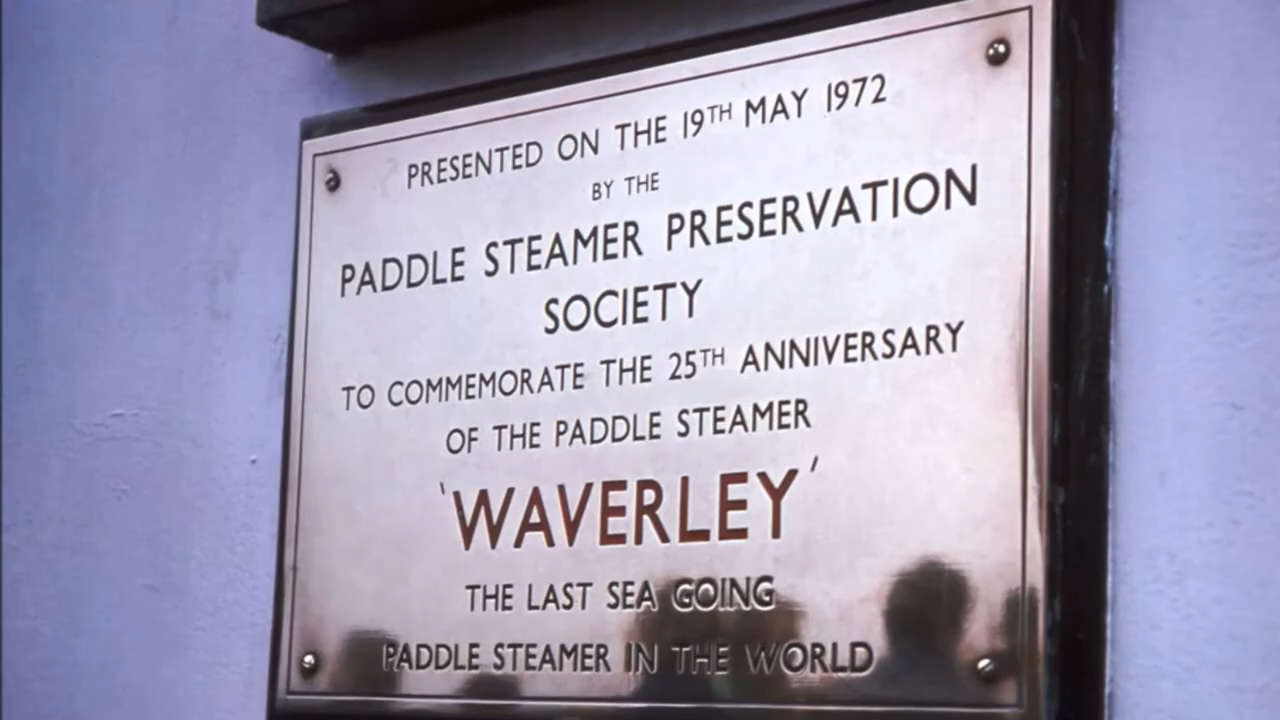 PRESENTED ON THE 19TH MAY 1972
BY THE
PADDLE STEAMER PRESERVATION
SOCIETY
TO COMMEMORATE THE 25TH ANNIVERSARY
OF THE PADDLE STEAMER
'WAVERLEY'
THE LAST SEA GOING
PADDLE STEAMER IN THE WORLD